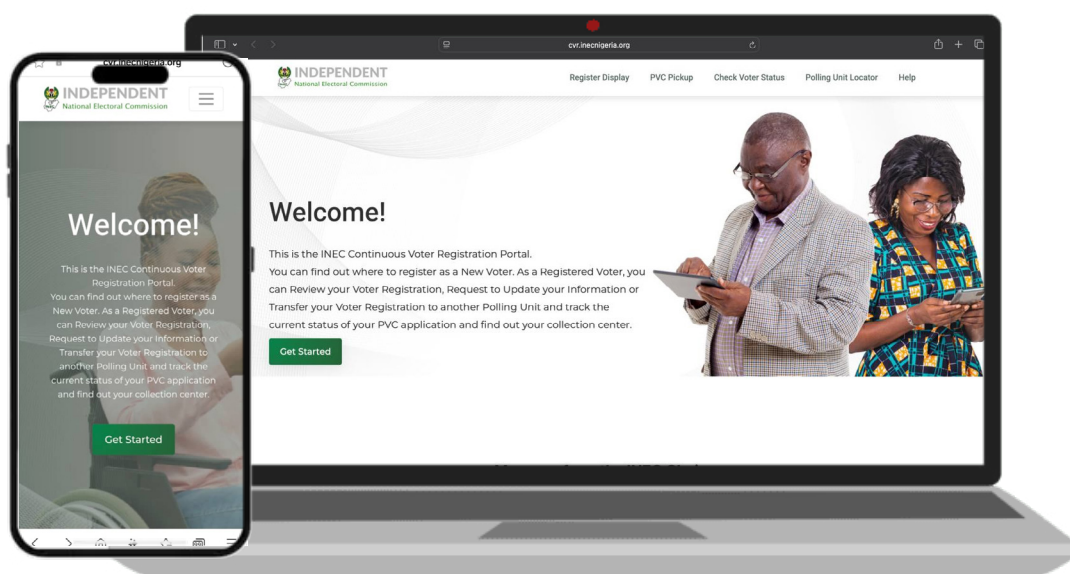 cvr.inecnigeria.org
INDEPENDENT
National Electoral Commission
Welcome!
This is the INEC Continuous Voter
Registration Portal.
You can find out where to register as a
New Voter. As a Registered Voter, you
can Review your Voter Registration,
Request to Update your Information or
Transfer your Voter Registration to
another Polling Unit and track the
current status of your PVC application
and find out your collection center.
Get Started
cvr.inecnigeria.org
INDEPENDENT
National Electoral Commission
Register Display PVC Pickup Check Voter Status Polling Unit Locator Help
Welcome!
This is the INEC Continuous Voter Registration Portal.
You can find out where to register as a New Voter. As a Registered Voter, you
can Review your Voter Registration, Request to Update your Information or
Transfer your Voter Registration to another Polling Unit and track the
current status of your PVC application and find out your collection center.
Get Started